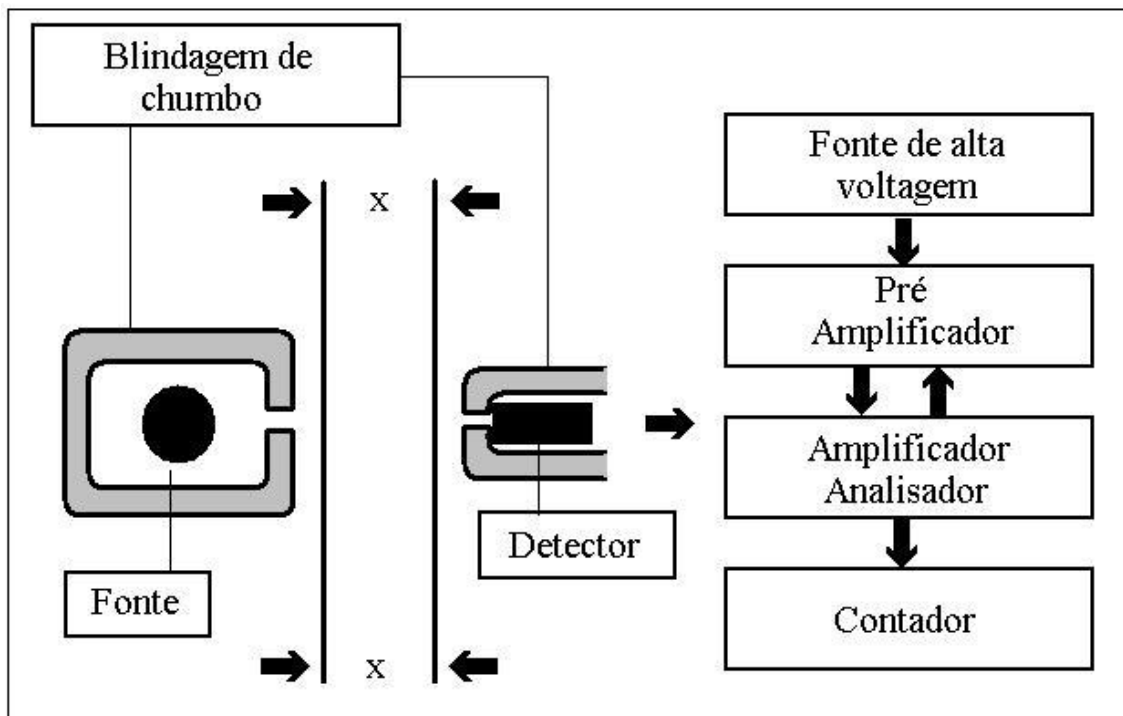 Blindagem de
chumbo
x
Fonte de alta
voltagem
Pré
Amplificador
Amplificador
Analisador
Detector
Fonte
Contador
x